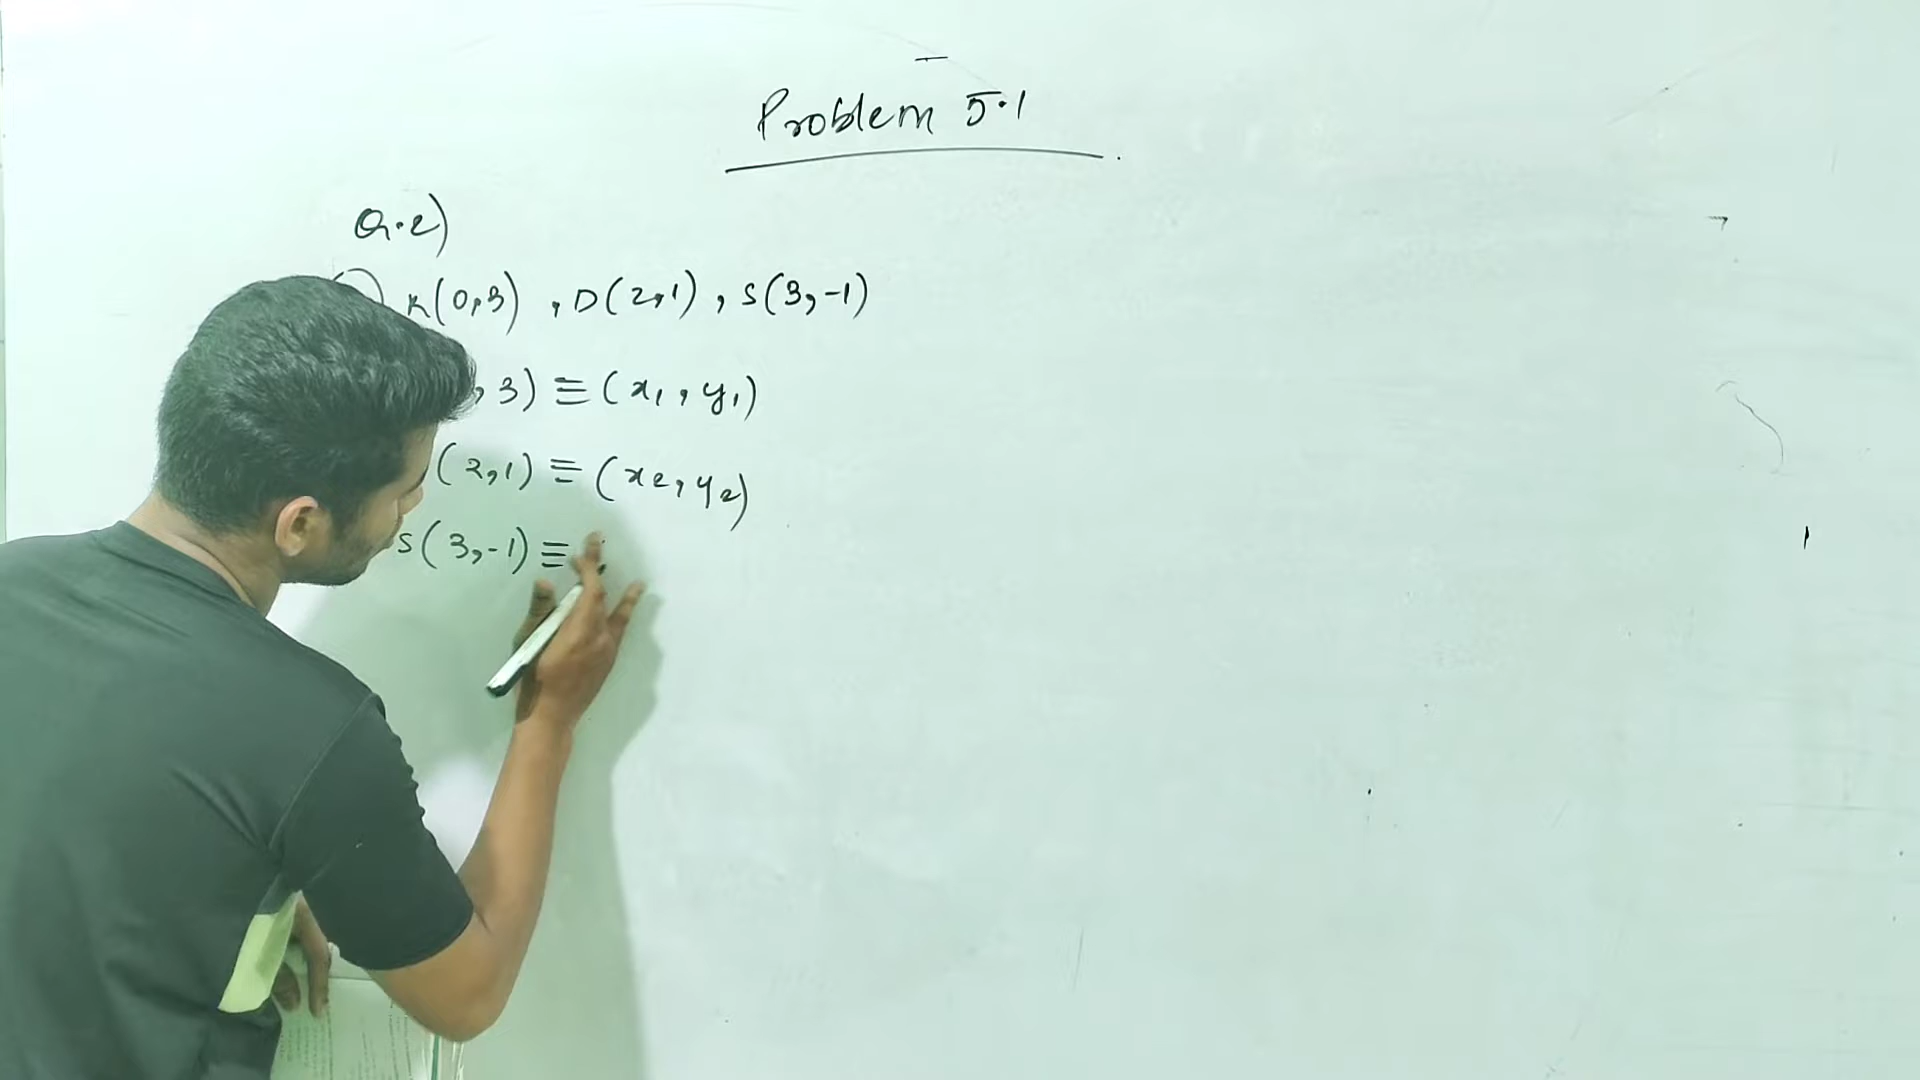 Problem 5.1
Q.2)
R(0,3) , D(2,1) , S(3,-1)
, 3) ≡ (x₁ , y₁)
(2,1) ≡ (x₂, y₂)
S(3,-1) ≡